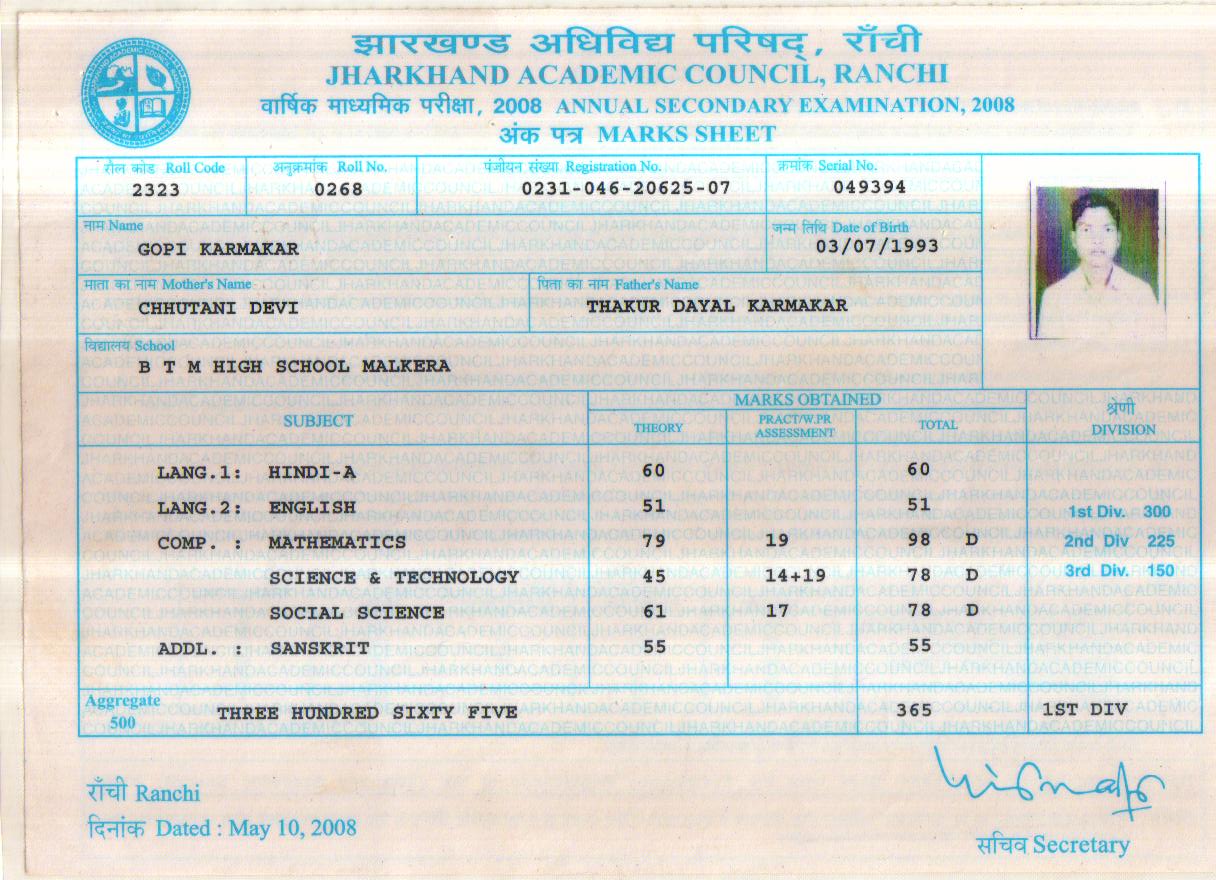 झारखण्ड अधिविद्य परिषद्, राँची
JHARKHAND ACADEMIC COUNCIL, RANCHI
वार्षिक माध्यमिक परीक्षा, 2008 ANNUAL SECONDARY EXAMINATION, 2008
अंक पत्र MARKS SHEET
रौल कोड Roll Code अनुक्रमांक Roll No. पंजीयन संख्या Registration No. क्रमांक Serial No.
2323 0268 0231-046-20625-07 049394
नाम Name जन्म तिथि Date of Birth
GOPI KARMAKAR 03/07/1993
माता का नाम Mother's Name पिता का नाम Father's Name
CHHUTANI DEVI THAKUR DAYAL KARMAKAR
विद्यालय School
B T M HIGH SCHOOL MALKERA
SUBJECT MARKS OBTAINED श्रेणी
THEORY PRACT/W.PR ASSESSMENT TOTAL DIVISION
LANG.1: HINDI-A 60 60
LANG.2: ENGLISH 51 51 1st Div. 300
COMP. : MATHEMATICS 79 19 98 D 2nd Div 225
SCIENCE & TECHNOLOGY 45 14+19 78 D 3rd Div. 150
SOCIAL SCIENCE 61 17 78 D
ADDL. : SANSKRIT 55 55
Aggregate
500 THREE HUNDRED SIXTY FIVE 365 1ST DIV
राँची Ranchi
दिनांक Dated : May 10, 2008
सचिव Secretary